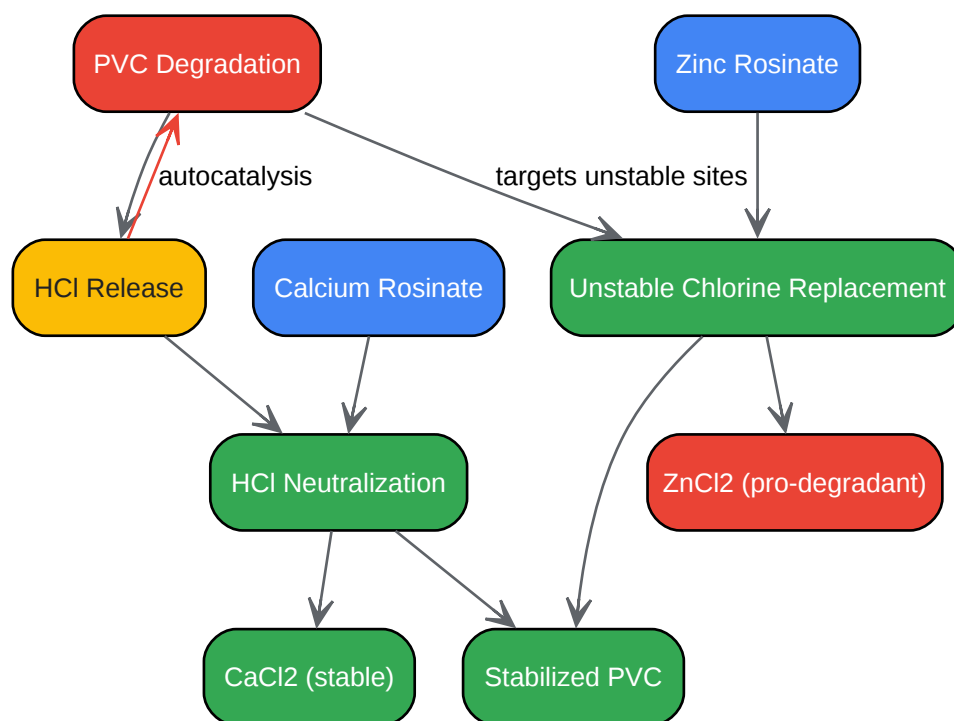 PVC Degradation
Zinc Rosinate
autocatalysis
targets unstable sites
HCl Release
Calcium Rosinate
Unstable Chlorine Replacement
HCl Neutralization
ZnCl2 (pro-degradant)
CaCl2 (stable)
Stabilized PVC